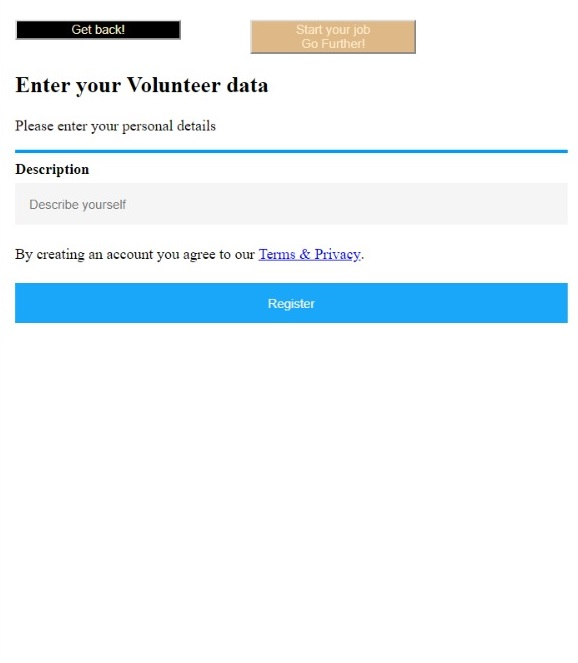 Get back!
Start your job
Go Further!
Enter your Volunteer data
Please enter your personal details
Description
Describe yourself
By creating an account you agree to our Terms & Privacy.
Register